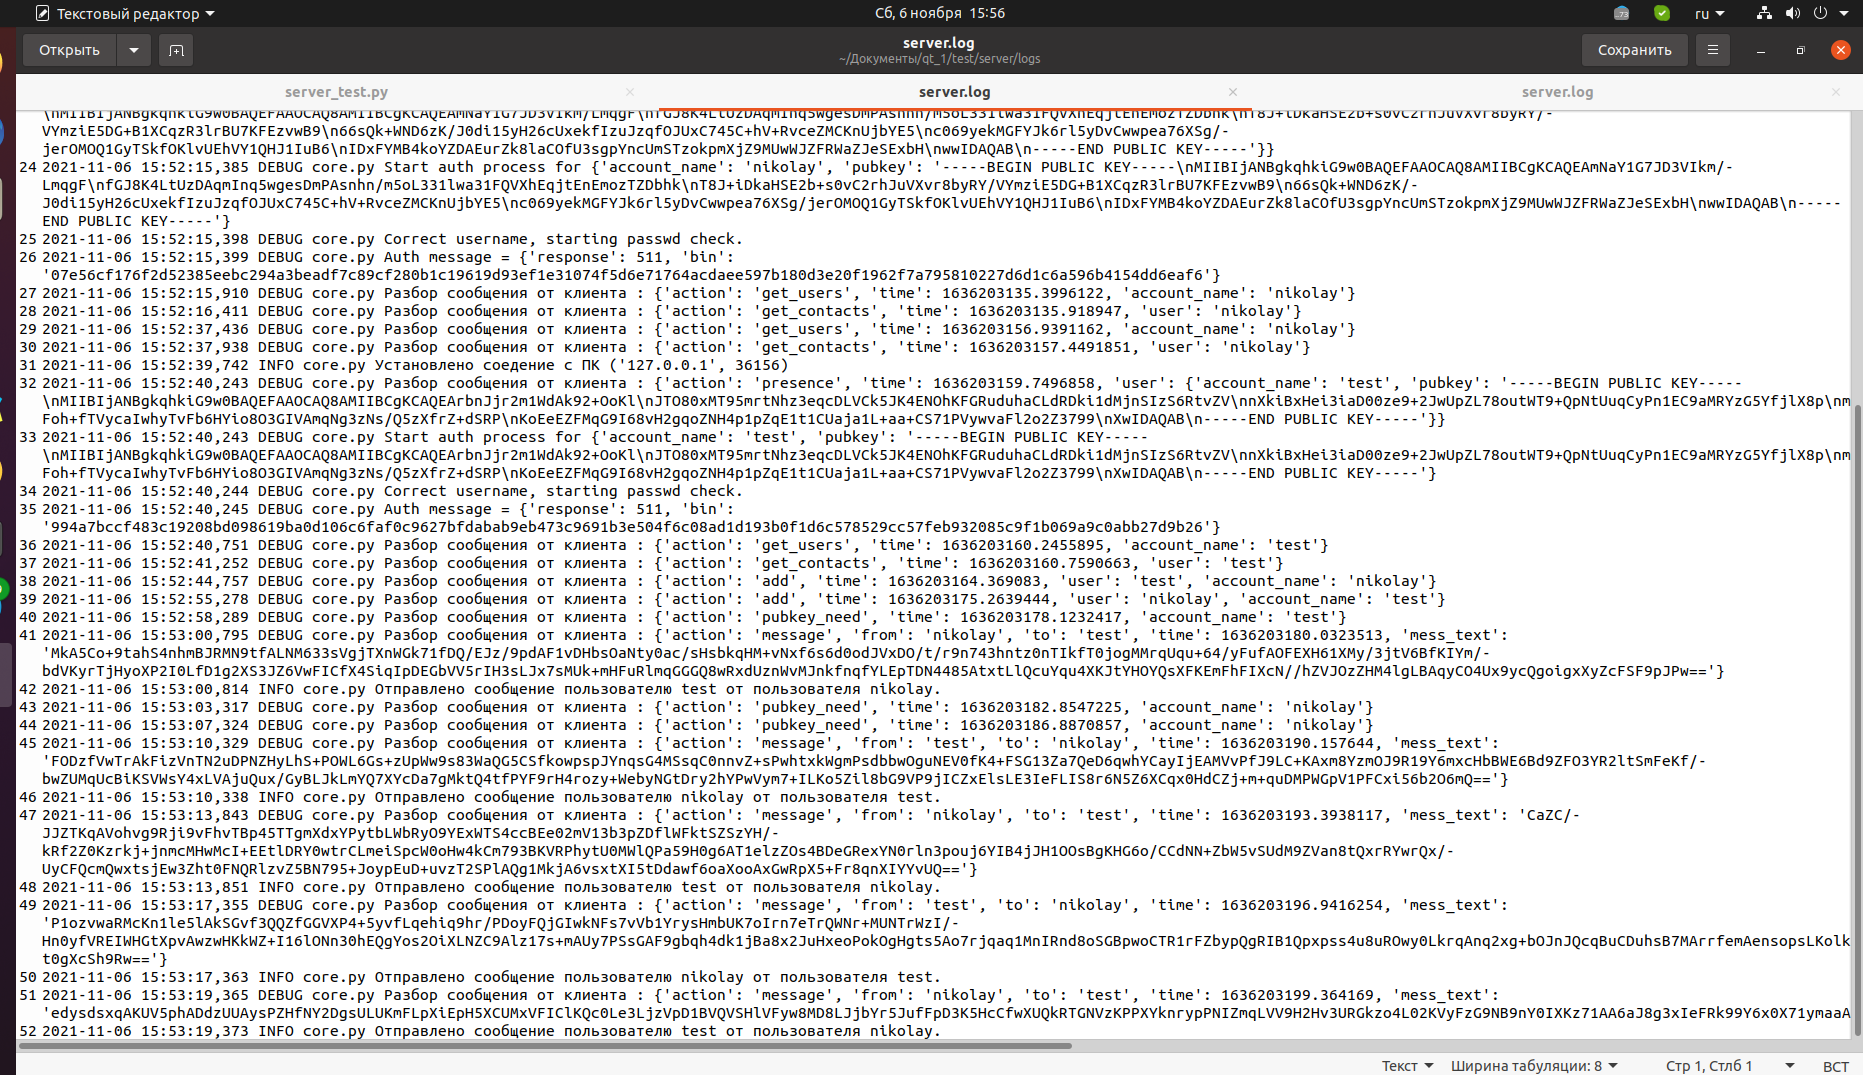 Текстовый редактор
Сб, 6 ноября 15:56
ru
Открыть
server.log
~/Документы/qt_1/test/server/logs
Сохранить
server_test.py
server.log
server.log
VYmziE5DG+B1XCqzR3lrBU7KFEzvwB9\n66sQk+WND6zK/J0di15yH26cUxekfIzuJzqfOJUxC745C+hV+RvceZMCKnUjbYE5\nc069yekMGFYJk6rl5yDvCwwpea76XSg/-
jerOMOQ1GyTSkfOKlvUEhVY1QHJ1IuB6\nIDxFYMB4koYZDAEurZk8laCOfU3sgpYncUmSTzokpmXjZ9MUwWJZFRWaZJeSExbH\nwwIDAQAB\n-----END PUBLIC KEY-----'}}
24 2021-11-06 15:52:15,385 DEBUG core.py Start auth process for {'account_name': 'nikolay', 'pubkey': '-----BEGIN PUBLIC KEY-----\nMIIBIjANBgkqhkiG9w0BAQEFAAOCAQ8AMIIBCgKCAQEAmNaY1G7JD3VIkm/-
LmqgF\nfGJ8K4LtUzDAqmInq5wgesDmPAsnhn/m5oL331lwa31FQVXhEqjtEnEmozTZDbhk\nT8J+iDkaHSE2b+s0vC2rhJuVXvr8byRY/VYmziE5DG+B1XCqzR3lrBU7KFEzvwB9\n66sQk+WND6zK/-
J0di15yH26cUxekfIzuJzqfOJUxC745C+hV+RvceZMCKnUjbYE5\nc069yekMGFYJk6rl5yDvCwwpea76XSg/jerOMOQ1GyTSkfOKlvUEhVY1QHJ1IuB6\nIDxFYMB4koYZDAEurZk8laCOfU3sgpYncUmSTzokpmXjZ9MUwWJZFRWaZJeSExbH\nwwIDAQAB\n-----
END PUBLIC KEY-----'}
25 2021-11-06 15:52:15,398 DEBUG core.py Correct username, starting passwd check.
26 2021-11-06 15:52:15,399 DEBUG core.py Auth message = {'response': 511, 'bin':
'07e56cf176f2d52385eebc294a3beadf7c89cf280b1c19619d93ef1e31074f5d6e71764acdaee597b180d3e20f1962f7a795810227d6d1c6a596b4154dd6eaf6'}
27 2021-11-06 15:52:15,910 DEBUG core.py Разбор сообщения от клиента : {'action': 'get_users', 'time': 1636203135.3996122, 'account_name': 'nikolay'}
28 2021-11-06 15:52:16,411 DEBUG core.py Разбор сообщения от клиента : {'action': 'get_contacts', 'time': 1636203135.918947, 'user': 'nikolay'}
29 2021-11-06 15:52:37,436 DEBUG core.py Разбор сообщения от клиента : {'action': 'get_users', 'time': 1636203156.9391162, 'account_name': 'nikolay'}
30 2021-11-06 15:52:37,938 DEBUG core.py Разбор сообщения от клиента : {'action': 'get_contacts', 'time': 1636203157.4491851, 'user': 'nikolay'}
31 2021-11-06 15:52:39,742 INFO core.py Установлено соедение с ПК ('127.0.0.1', 36156)
32 2021-11-06 15:52:40,243 DEBUG core.py Разбор сообщения от клиента : {'action': 'presence', 'time': 1636203159.7496858, 'user': {'account_name': 'test', 'pubkey': '-----BEGIN PUBLIC KEY-----
\nMIIBIjANBgkqhkiG9w0BAQEFAAOCAQ8AMIIBCgKCAQEArbnJjr2m1WdAk92+OoKl\nJTO80xMT95mrtNhz3eqcDLVCk5JK4ENOhKFGRuduhaCLdRDki1dMjnSIzS6RtvZV\nnXkiBxHei3iaD00ze9+2JwUpZL78outWT9+QpNtUuqCyPn1EC9aMRYzG5YfjlX8p\nm
Foh+fTVycaIwhyTvFb6HYio8O3GIVAmqNg3zNs/Q5zXfrZ+dSRP\nKoEeEZFMqG9I68vH2gqoZNH4p1pZqE1t1CUaja1L+aa+CS71PVywvaFl2o2Z3799\nXwIDAQAB\n-----END PUBLIC KEY-----'}}
33 2021-11-06 15:52:40,243 DEBUG core.py Start auth process for {'account_name': 'test', 'pubkey': '-----BEGIN PUBLIC KEY-----
\nMIIBIjANBgkqhkiG9w0BAQEFAAOCAQ8AMIIBCgKCAQEArbnJjr2m1WdAk92+OoKl\nJTO80xMT95mrtNhz3eqcDLVCk5JK4ENOhKFGRuduhaCLdRDki1dMjnSIzS6RtvZV\nnXkiBxHei3iaD00ze9+2JwUpZL78outWT9+QpNtUuqCyPn1EC9aMRYzG5YfjlX8p\nm
Foh+fTVycaIwhyTvFb6HYio8O3GIVAmqNg3zNs/Q5zXfrZ+dSRP\nKoEeEZFMqG9I68vH2gqoZNH4p1pZqE1t1CUaja1L+aa+CS71PVywvaFl2o2Z3799\nXwIDAQAB\n-----END PUBLIC KEY-----'}
34 2021-11-06 15:52:40,244 DEBUG core.py Correct username, starting passwd check.
35 2021-11-06 15:52:40,245 DEBUG core.py Auth message = {'response': 511, 'bin':
'994a7bccf483c19208bd098619ba0d106c6faf0c9627bfdabab9eb473c9691b3e504f6c08ad1d193b0f1d6c578529cc57feb932085c9f1b069a9c0abb27d9b26'}
36 2021-11-06 15:52:40,751 DEBUG core.py Разбор сообщения от клиента : {'action': 'get_users', 'time': 1636203160.2455895, 'account_name': 'test'}
37 2021-11-06 15:52:41,252 DEBUG core.py Разбор сообщения от клиента : {'action': 'get_contacts', 'time': 1636203160.7590663, 'user': 'test'}
38 2021-11-06 15:52:44,757 DEBUG core.py Разбор сообщения от клиента : {'action': 'add', 'time': 1636203164.369083, 'user': 'test', 'account_name': 'nikolay'}
39 2021-11-06 15:52:55,278 DEBUG core.py Разбор сообщения от клиента : {'action': 'add', 'time': 1636203175.2639444, 'user': 'nikolay', 'account_name': 'test'}
40 2021-11-06 15:52:58,289 DEBUG core.py Разбор сообщения от клиента : {'action': 'pubkey_need', 'time': 1636203178.1232417, 'account_name': 'test'}
41 2021-11-06 15:53:00,795 DEBUG core.py Разбор сообщения от клиента : {'action': 'message', 'from': 'nikolay', 'to': 'test', 'time': 1636203180.0323513, 'mess_text':
'MkA5Co+9tahS4nhmBJRMN9tfALNM633sVgjTXnWGk71fDQ/EJz/9pdAF1vDHbsOaNty0ac/sHsbkqHM+vNxf6s6d0odJVxDO/t/r9n743hntz0nTIkfT0jogMMrqUqu+64/yFufAOFEXH61XMy/3jtV6BfKIYm/-
bdVKyrTjHyoXP2I0LfD1g2XS3JZ6VwFICfX4SiqIpDEGbVV5rIH3sLJx7sMUk+mHFuRlmqGGGQ8wRxdUznWvMJnkfnqfYLEpTDN4485AtxtLlQcuYqu4XKJtYHOYQsXFKEmFhFIXcN//hZVJOzZHM4lgLBAqyCO4Ux9ycQgoigxXyZcFSF9pJPw=='}
42 2021-11-06 15:53:00,814 INFO core.py Отправлено сообщение пользователю test от пользователя nikolay.
43 2021-11-06 15:53:03,317 DEBUG core.py Разбор сообщения от клиента : {'action': 'pubkey_need', 'time': 1636203182.8547225, 'account_name': 'nikolay'}
44 2021-11-06 15:53:07,324 DEBUG core.py Разбор сообщения от клиента : {'action': 'pubkey_need', 'time': 1636203186.8870857, 'account_name': 'nikolay'}
45 2021-11-06 15:53:10,329 DEBUG core.py Разбор сообщения от клиента : {'action': 'message', 'from': 'test', 'to': 'nikolay', 'time': 1636203190.157644, 'mess_text':
'FODzfVwTrAkFizVnTN2uDPNZHyLhS+POWL6Gs+zUpWw9s83WaQG5CSfkowpspJYnqsG4MSsqC0nnvZ+sPwhtxkWgmPsdbbwOguNEV0fK4+FSG13Za7QeD6qwhYCayIjEAMVvPfJ9LC+KAxm8YzmOJ9R19Y6mxcHbBWE6Bd9ZFO3YR2ltSmFeKf/-
bwZUMqUcBiKSVWsY4xLVAjuQux/GyBLJkLmYQ7XYcDa7gMktQ4tfPYF9rH4rozy+WebyNGtDry2hYPwVym7+ILKo5Zil8bG9VP9jICZxElsLE3IeFLIS8r6N5Z6XCqx0HdCZj+m+quDMPWGpV1PFCxi56b2O6mQ=='}
46 2021-11-06 15:53:10,338 INFO core.py Отправлено сообщение пользователю nikolay от пользователя test.
47 2021-11-06 15:53:13,843 DEBUG core.py Разбор сообщения от клиента : {'action': 'message', 'from': 'nikolay', 'to': 'test', 'time': 1636203193.3938117, 'mess_text': 'CaZC/-
JJZTKqAVohvg9Rji9vFhvTBp45TTgmXdxYPytbLWbRyO9YExWTS4ccBEe02mV13b3pZDflWFktSZSzYH/-
kRf2Z0Kzrkj+jnmcMHwMcI+EEtlDRY0wtrCLmeiSpcW0oHw4kCm793BKVRPhytU0MWlQPa59H0g6AT1elzZOs4BDeGRexYN0rln3pouj6YIB4jJH1OOsBgKHG6o/CCdNN+ZbW5vSUdM9ZVan8tQxrRYwrQx/-
UyCFQcmQwxtsjEw3Zht0FNQRlzvZ5BN795+JoypEuD+uvzT2SPlAQg1MkjA6vsxtXI5tDdawf6oaXooAxGwRpX5+Fr8qnXIYYvUQ=='}
48 2021-11-06 15:53:13,851 INFO core.py Отправлено сообщение пользователю test от пользователя nikolay.
49 2021-11-06 15:53:17,355 DEBUG core.py Разбор сообщения от клиента : {'action': 'message', 'from': 'test', 'to': 'nikolay', 'time': 1636203196.9416254, 'mess_text':
'P1ozvwaRMcKn1le5lAkSGvf3QQZfGGVXP4+5yvfLqehiq9hr/PDoyFQjGIwkNFs7vVb1YrysHmbUK7oIrn7eTrQWNr+MUNTrWzI/-
Hn0yfVREIWHGtXpvAwzwHKkWZ+I16lONn30hEQgYos2OiXLNZC9Alz17s+mAUy7PSsGAF9gbqh4dk1jBa8x2JuHxeoPokOgHgts5Ao7rjqaq1MnIRnd8oSGBpwoCTR1rFZbypQgRIB1Qpxpss4u8uROwy0LkrqAnq2xg+bOJnJQcqBuCDuhsB7MArrfemAensopsLKolk
t0gXcSh9Rw=='}
50 2021-11-06 15:53:17,363 INFO core.py Отправлено сообщение пользователю nikolay от пользователя test.
51 2021-11-06 15:53:19,365 DEBUG core.py Разбор сообщения от клиента : {'action': 'message', 'from': 'nikolay', 'to': 'test', 'time': 1636203199.364169, 'mess_text':
'edysdsxqAKUV5phADdzUUAysPZHfNY2DgsULUKmFLpXiEpH5XCUMxVFIClKQc0Le3LjzVpD1BVQVSHlVFyw8MD8LJjbYr5JufFpD3K5HcCfwXUQkRTGNVzKPPXYknrypPNIZmqLVV9H2Hv3URGkzo4L02KVyFzG9NB9nY0IXKz71AA6aJ8g3xIeFRk99Y6x0X71ymaaA
52 2021-11-06 15:53:19,373 INFO core.py Отправлено сообщение пользователю test от пользователя nikolay.
Текст
Ширина табуляции: 8
Стр 1, Стлб 1
ВСТ